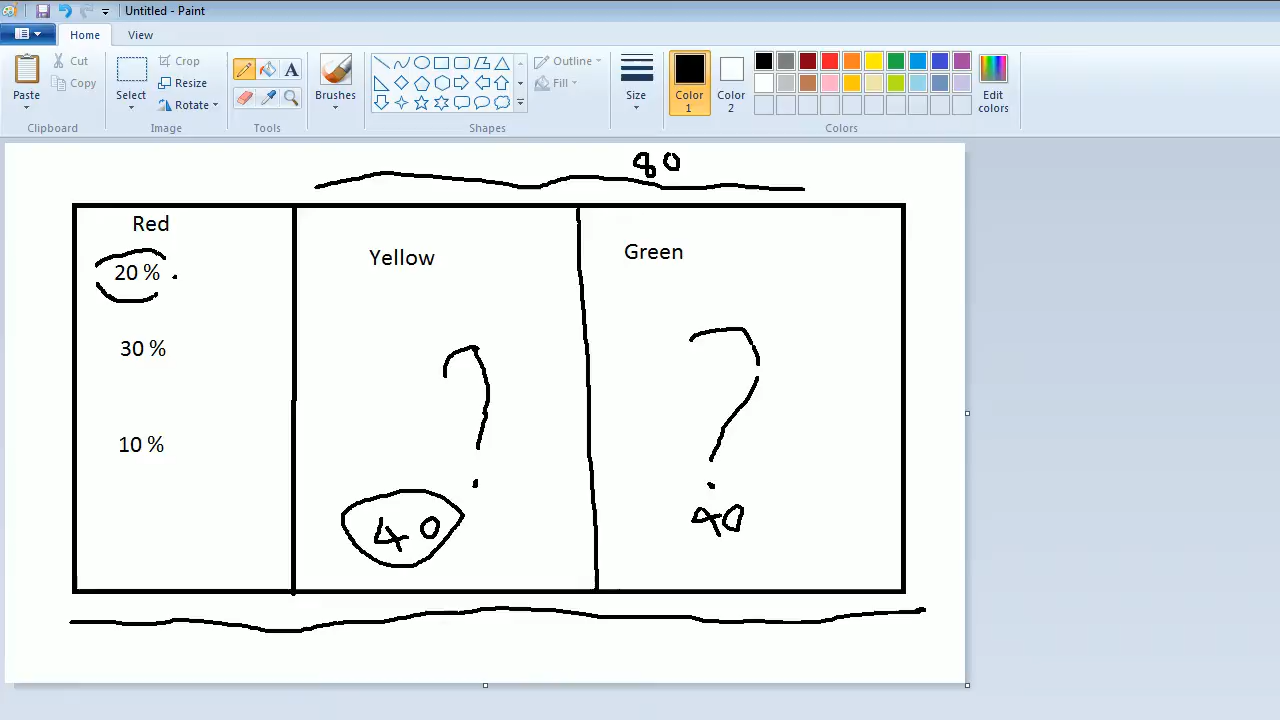 Untitled - Paint
Home View
Paste
Cut
Copy
Clipboard
Select
Crop
Resize
Rotate
Image
A
Tools
Brushes
Outline
Fill
Shapes
Size
Color 1
Color 2
Edit colors
Colors
80
Red
Yellow
Green
20 %
30 %
?
?
10 %
40
40